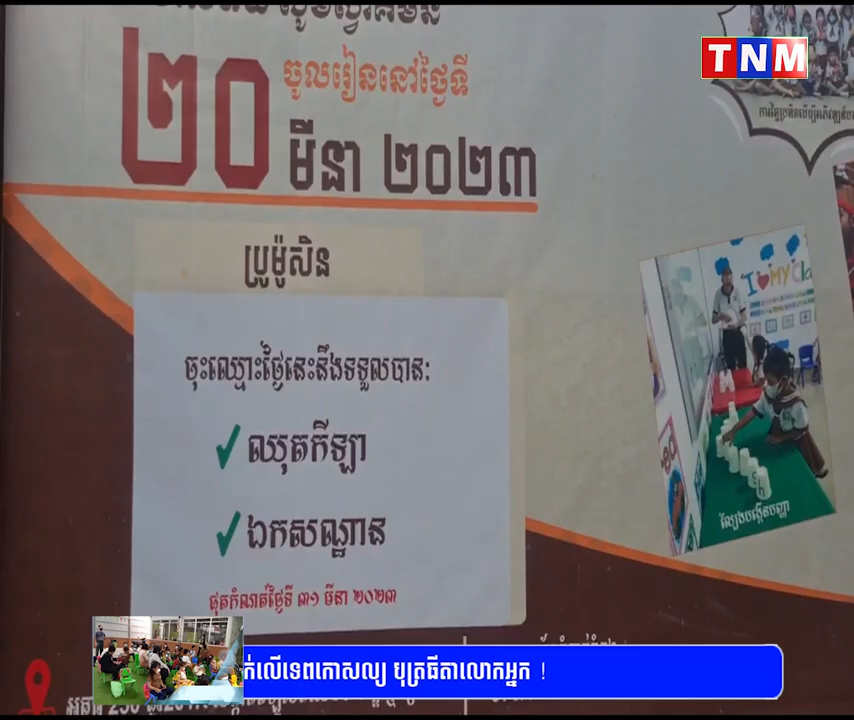 TNM
ចូលរៀននៅថ្ងៃទី
២០ មីនា ២០២៣
ប្រូម៉ូសិន
ចុះឈ្មោះថ្ងៃនេះនឹងទទួលបាន:
ឈុតកីឡា
ឯកសណ្ឋាន
ផុតកំណត់ថ្ងៃទី ៣១ មីនា ២០២៣
I MY Cla
ល្បែងបង្កើនបញ្ញា
លើទេពកោសល្យ បុត្រធីតាលោកអ្នក !